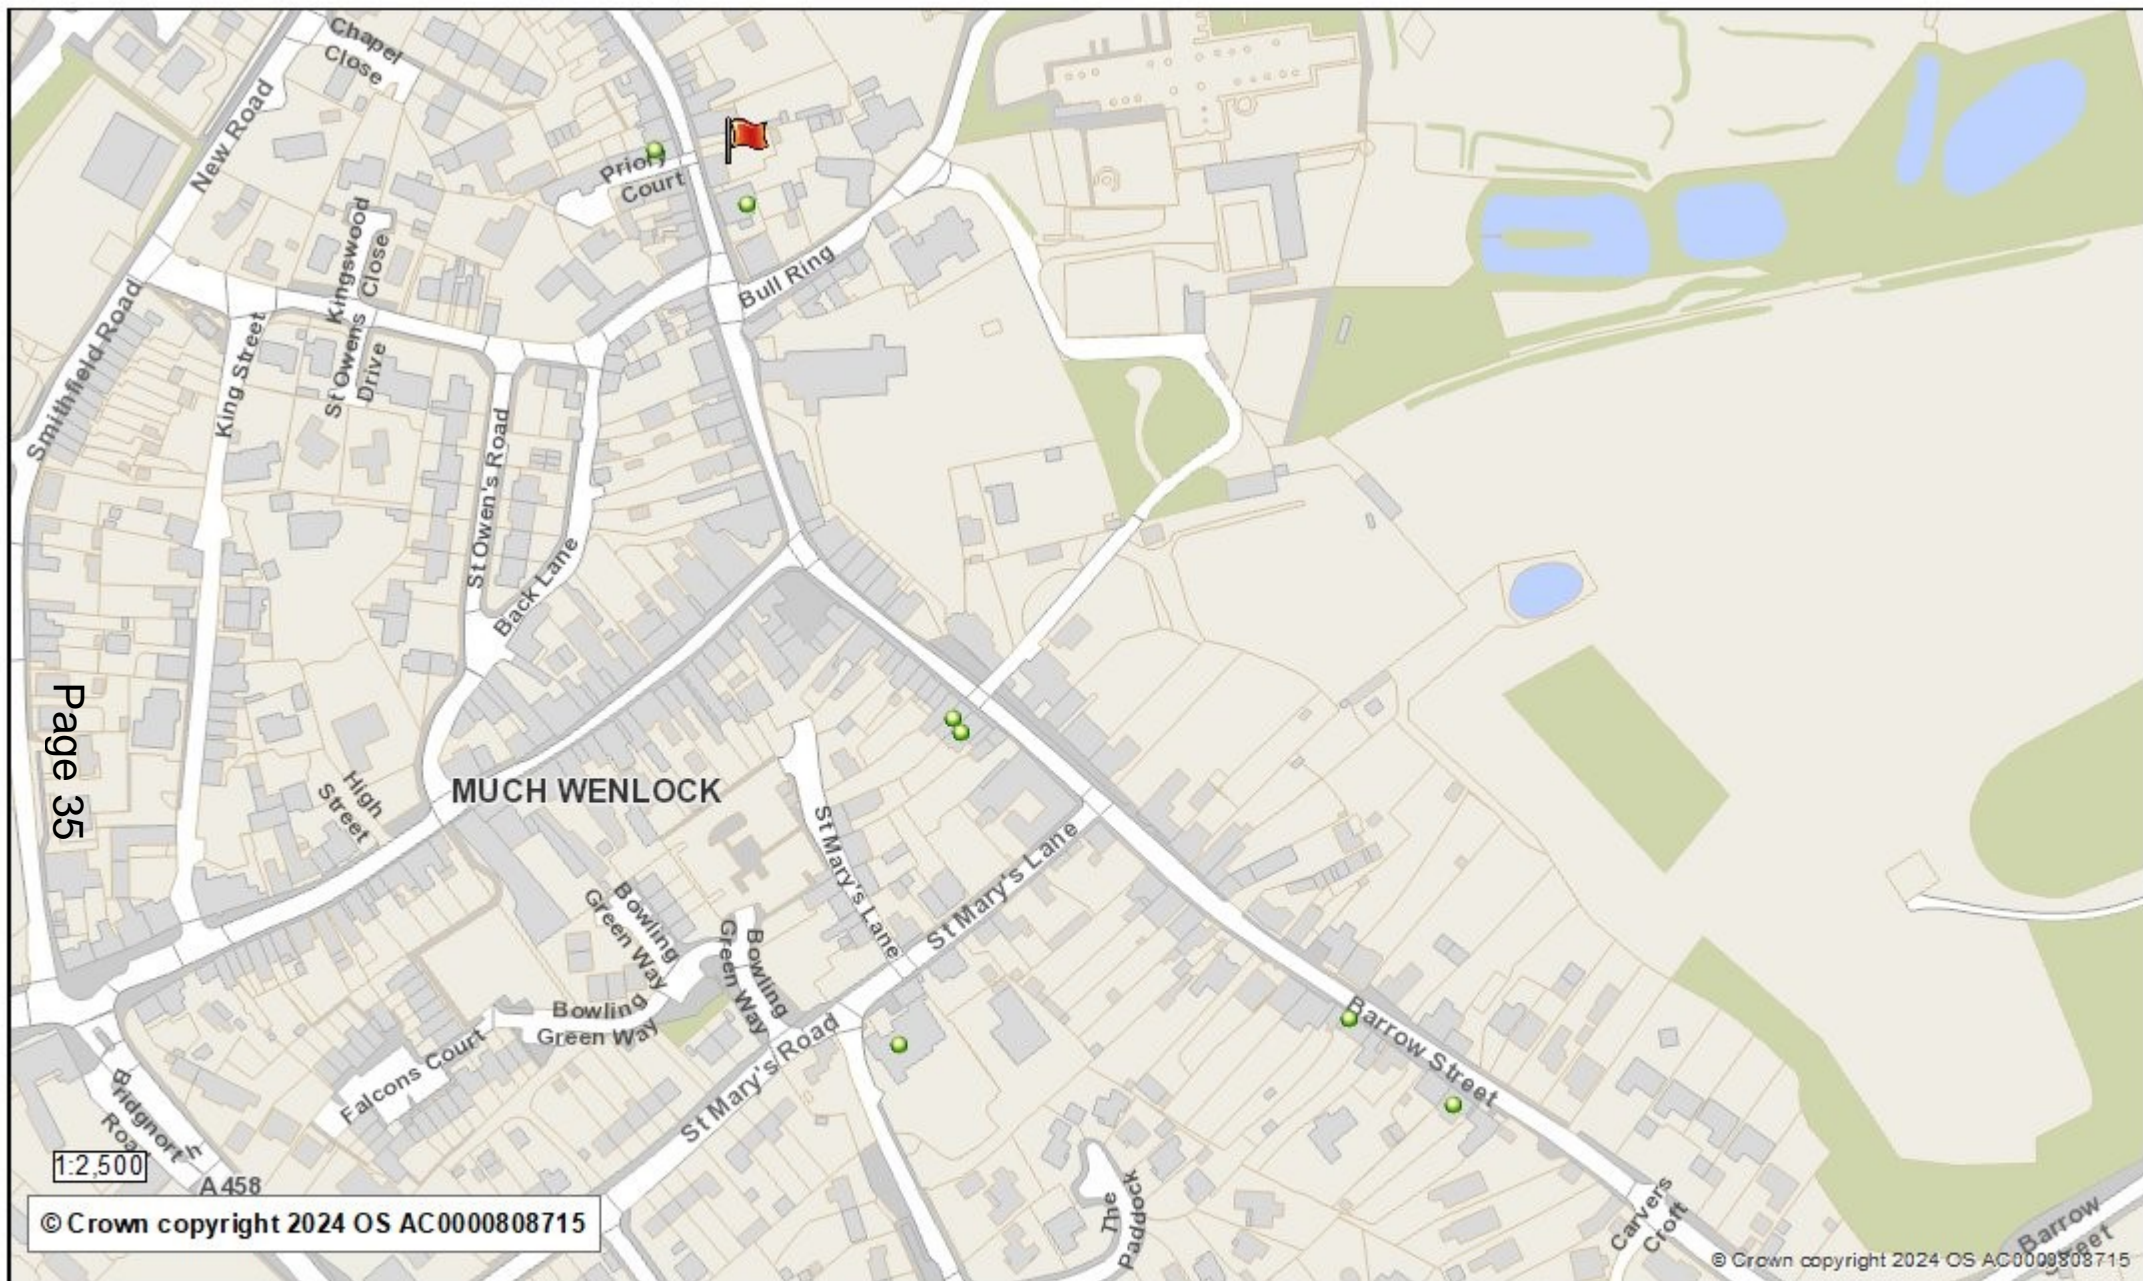 Chapel
Close
New Road
Priory
Court
Kingswood
Close
Bull Ring
Smithfield Road
King Street
St Owens
Drive
St Owen's Road
Back Lane
Page 35
MUCH WENLOCK
High
Street
St Mary's Lane
St Mary's Lane
Bowling
Green Way
Bowling
Green Way
Bowling
Green Way
Falcons Court
St Mary's Road
Barrow Street
Bridgnorth
Road
A458
The
Paddock
Carvers
Croft
Barrow
Street
1:2,500
© Crown copyright 2024 OS AC0000808715
© Crown copyright 2024 OS AC0000808715